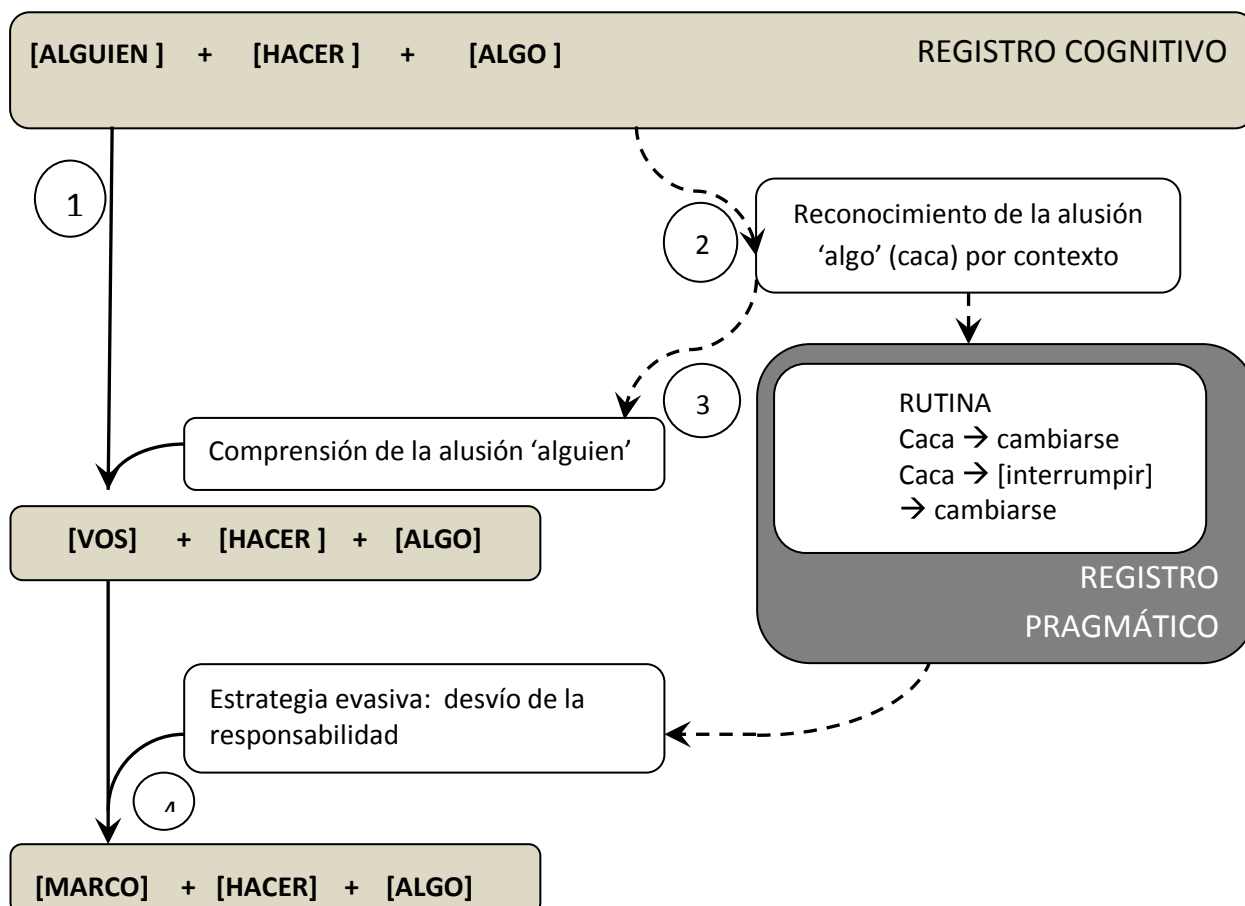 [ALGUIEN ] + [HACER ] + [ALGO ] REGISTRO COGNITIVO
1
2
Reconocimiento de la alusión
‘algo’ (caca) por contexto
3
RUTINA
Caca → cambiarse
Caca → [interrumpir]
→ cambiarse
REGISTRO
PRAGMÁTICO
Comprensión de la alusión ‘alguien’
[VOS] + [HACER ] + [ALGO]
Estrategia evasiva: desvío de la
responsabilidad
4
[MARCO] + [HACER] + [ALGO]